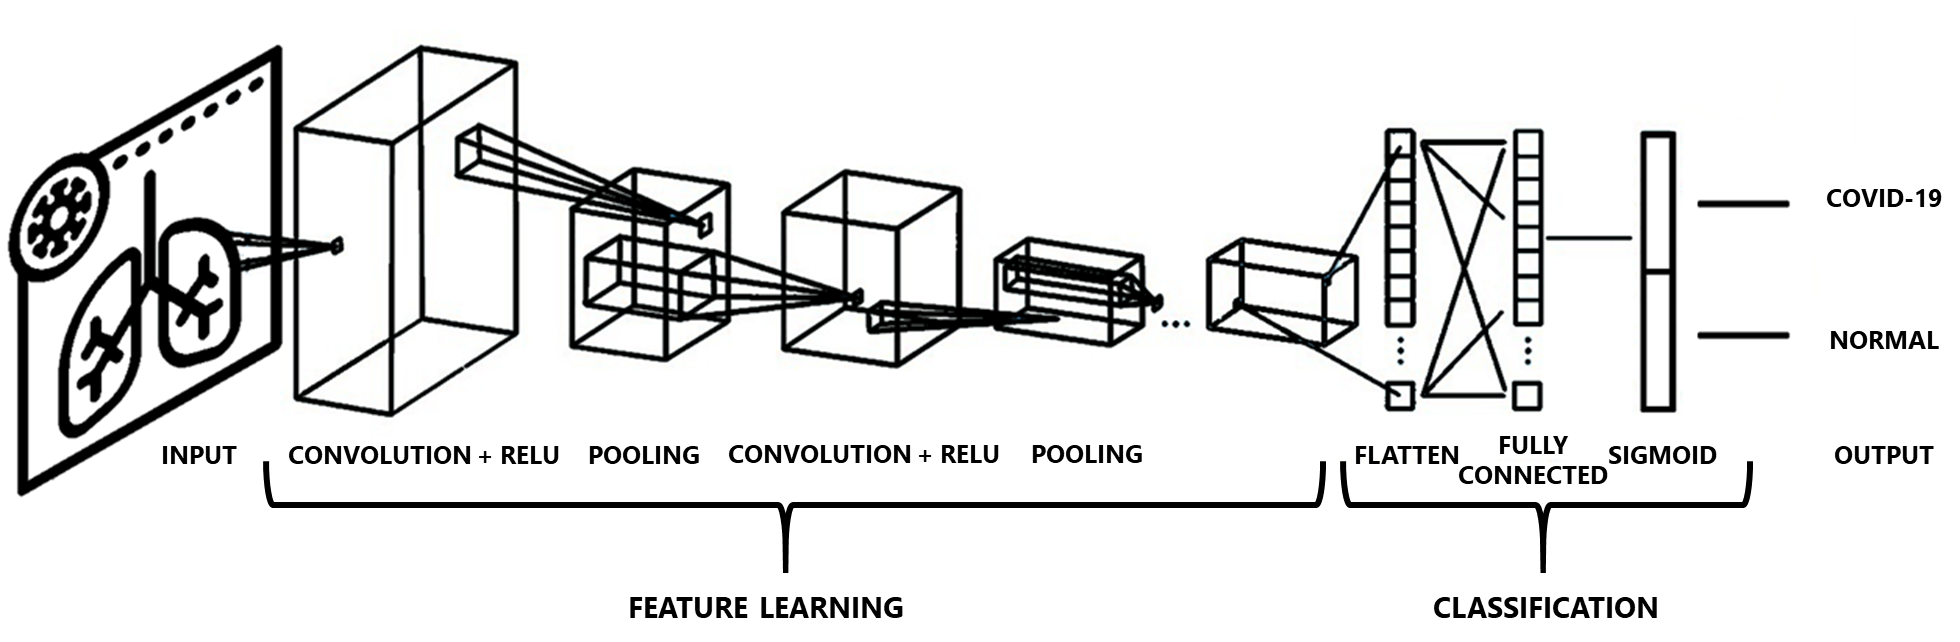 COVID-19
NORMAL
INPUT
CONVOLUTION + RELU
POOLING
CONVOLUTION + RELU
POOLING
FLATTEN
FULLY
CONNECTED
SIGMOID
OUTPUT
FEATURE LEARNING
CLASSIFICATION